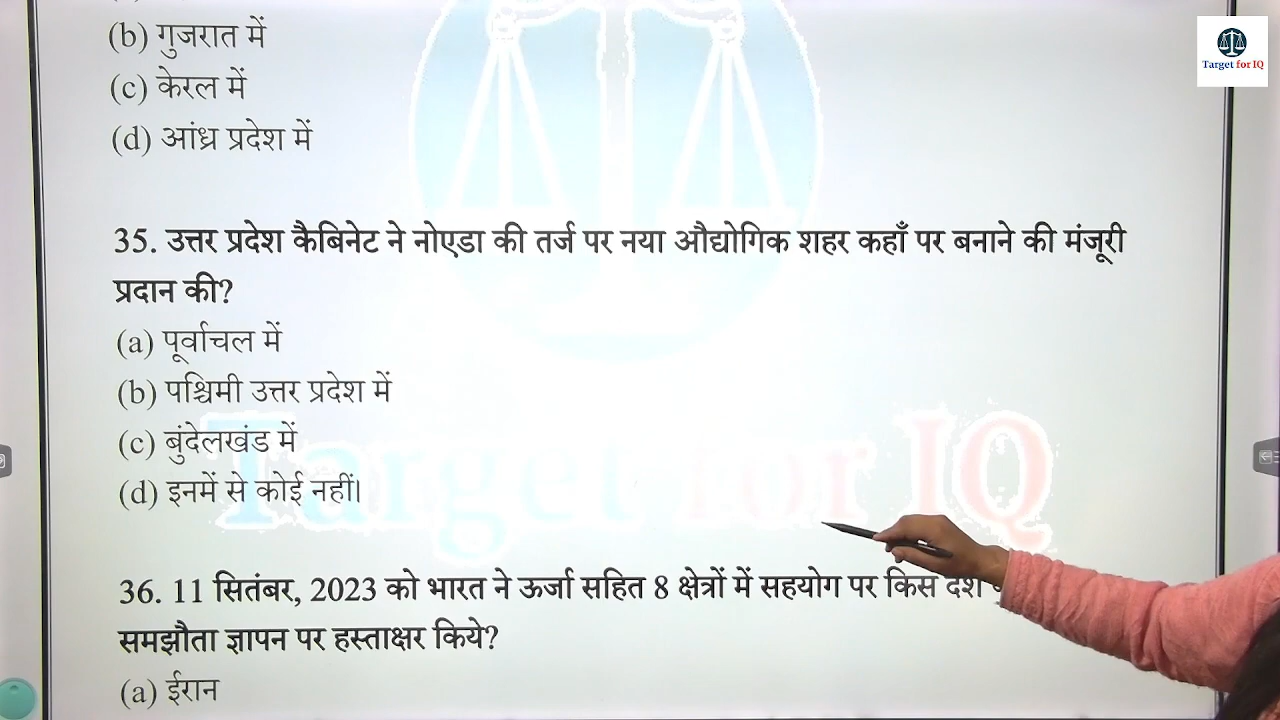 Target for IQ
(b) गुजरात में
(c) केरल में
(d) आंध्र प्रदेश में
35. उत्तर प्रदेश कैबिनेट ने नोएडा की तर्ज पर नया औद्योगिक शहर कहाँ पर बनाने की मंजूरी
प्रदान की?
(a) पूर्वाचल में
(b) पश्चिमी उत्तर प्रदेश में
(c) बुंदेलखंड में
(d) इनमें से कोई नहीं।
Target for IQ
36. 11 सितंबर, 2023 को भारत ने ऊर्जा सहित 8 क्षेत्रों में सहयोग पर किस देश
समझौता ज्ञापन पर हस्ताक्षर किये?
(a) ईरान